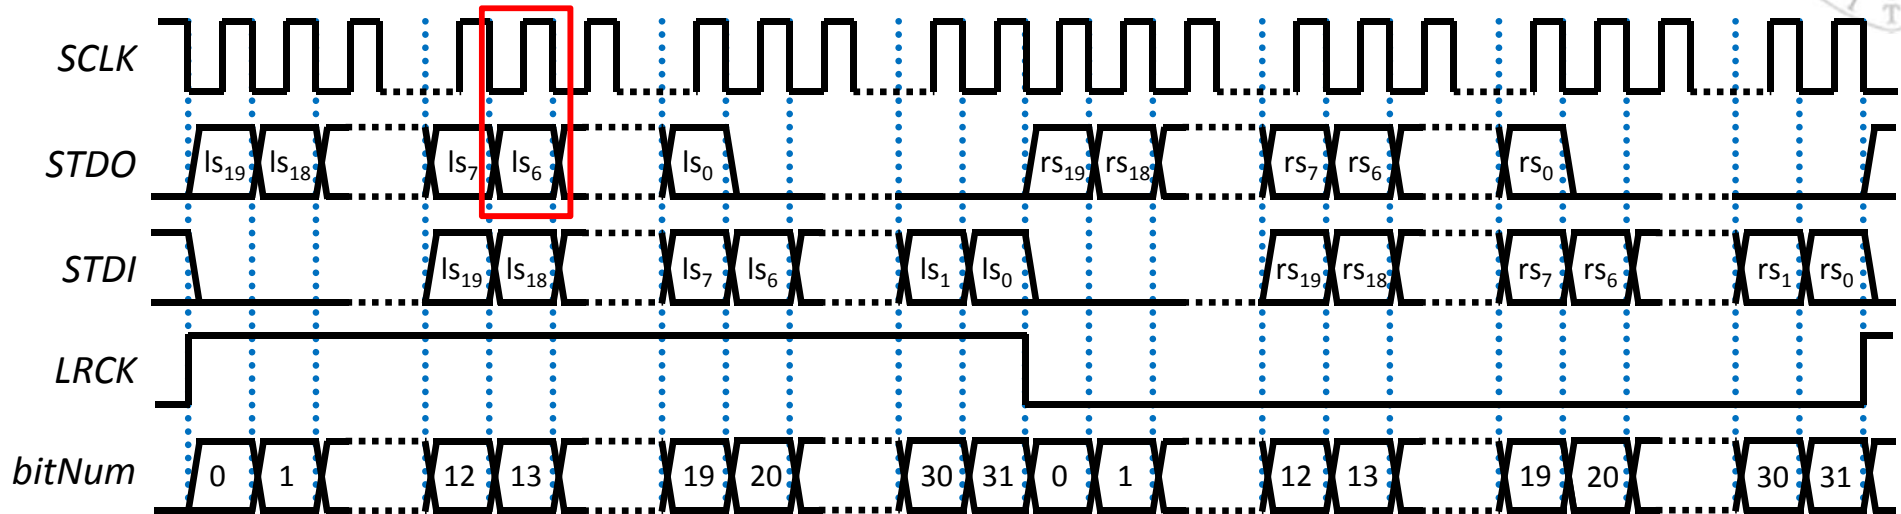 SCLK
STDO ls19 ls18 ls7 ls6 ls0 rs19 rs18 rs7 rs6 rs0
STDI ls19 ls18 ls7 ls6 ls1 ls0 rs19 rs18 rs7 rs6 rs1 rs0
LRCK
bitNum 0 1 12 13 19 20 30 31 0 1 12 13 19 20 30 31